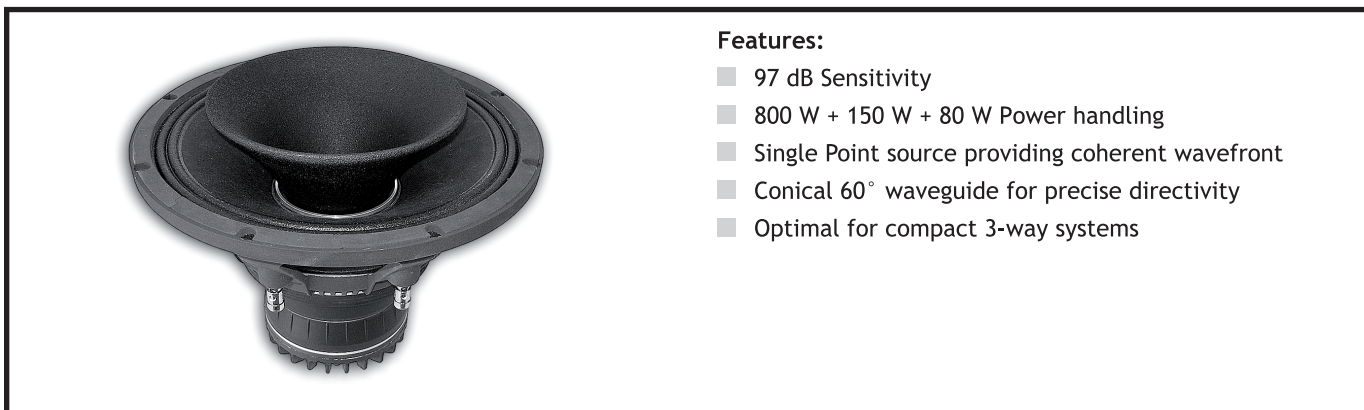 Features:
97 dB Sensitivity
800 W + 150 W + 80 W Power handling
Single Point source providing coherent wavefront
Conical 60° waveguide for precise directivity
Optimal for compact 3-way systems